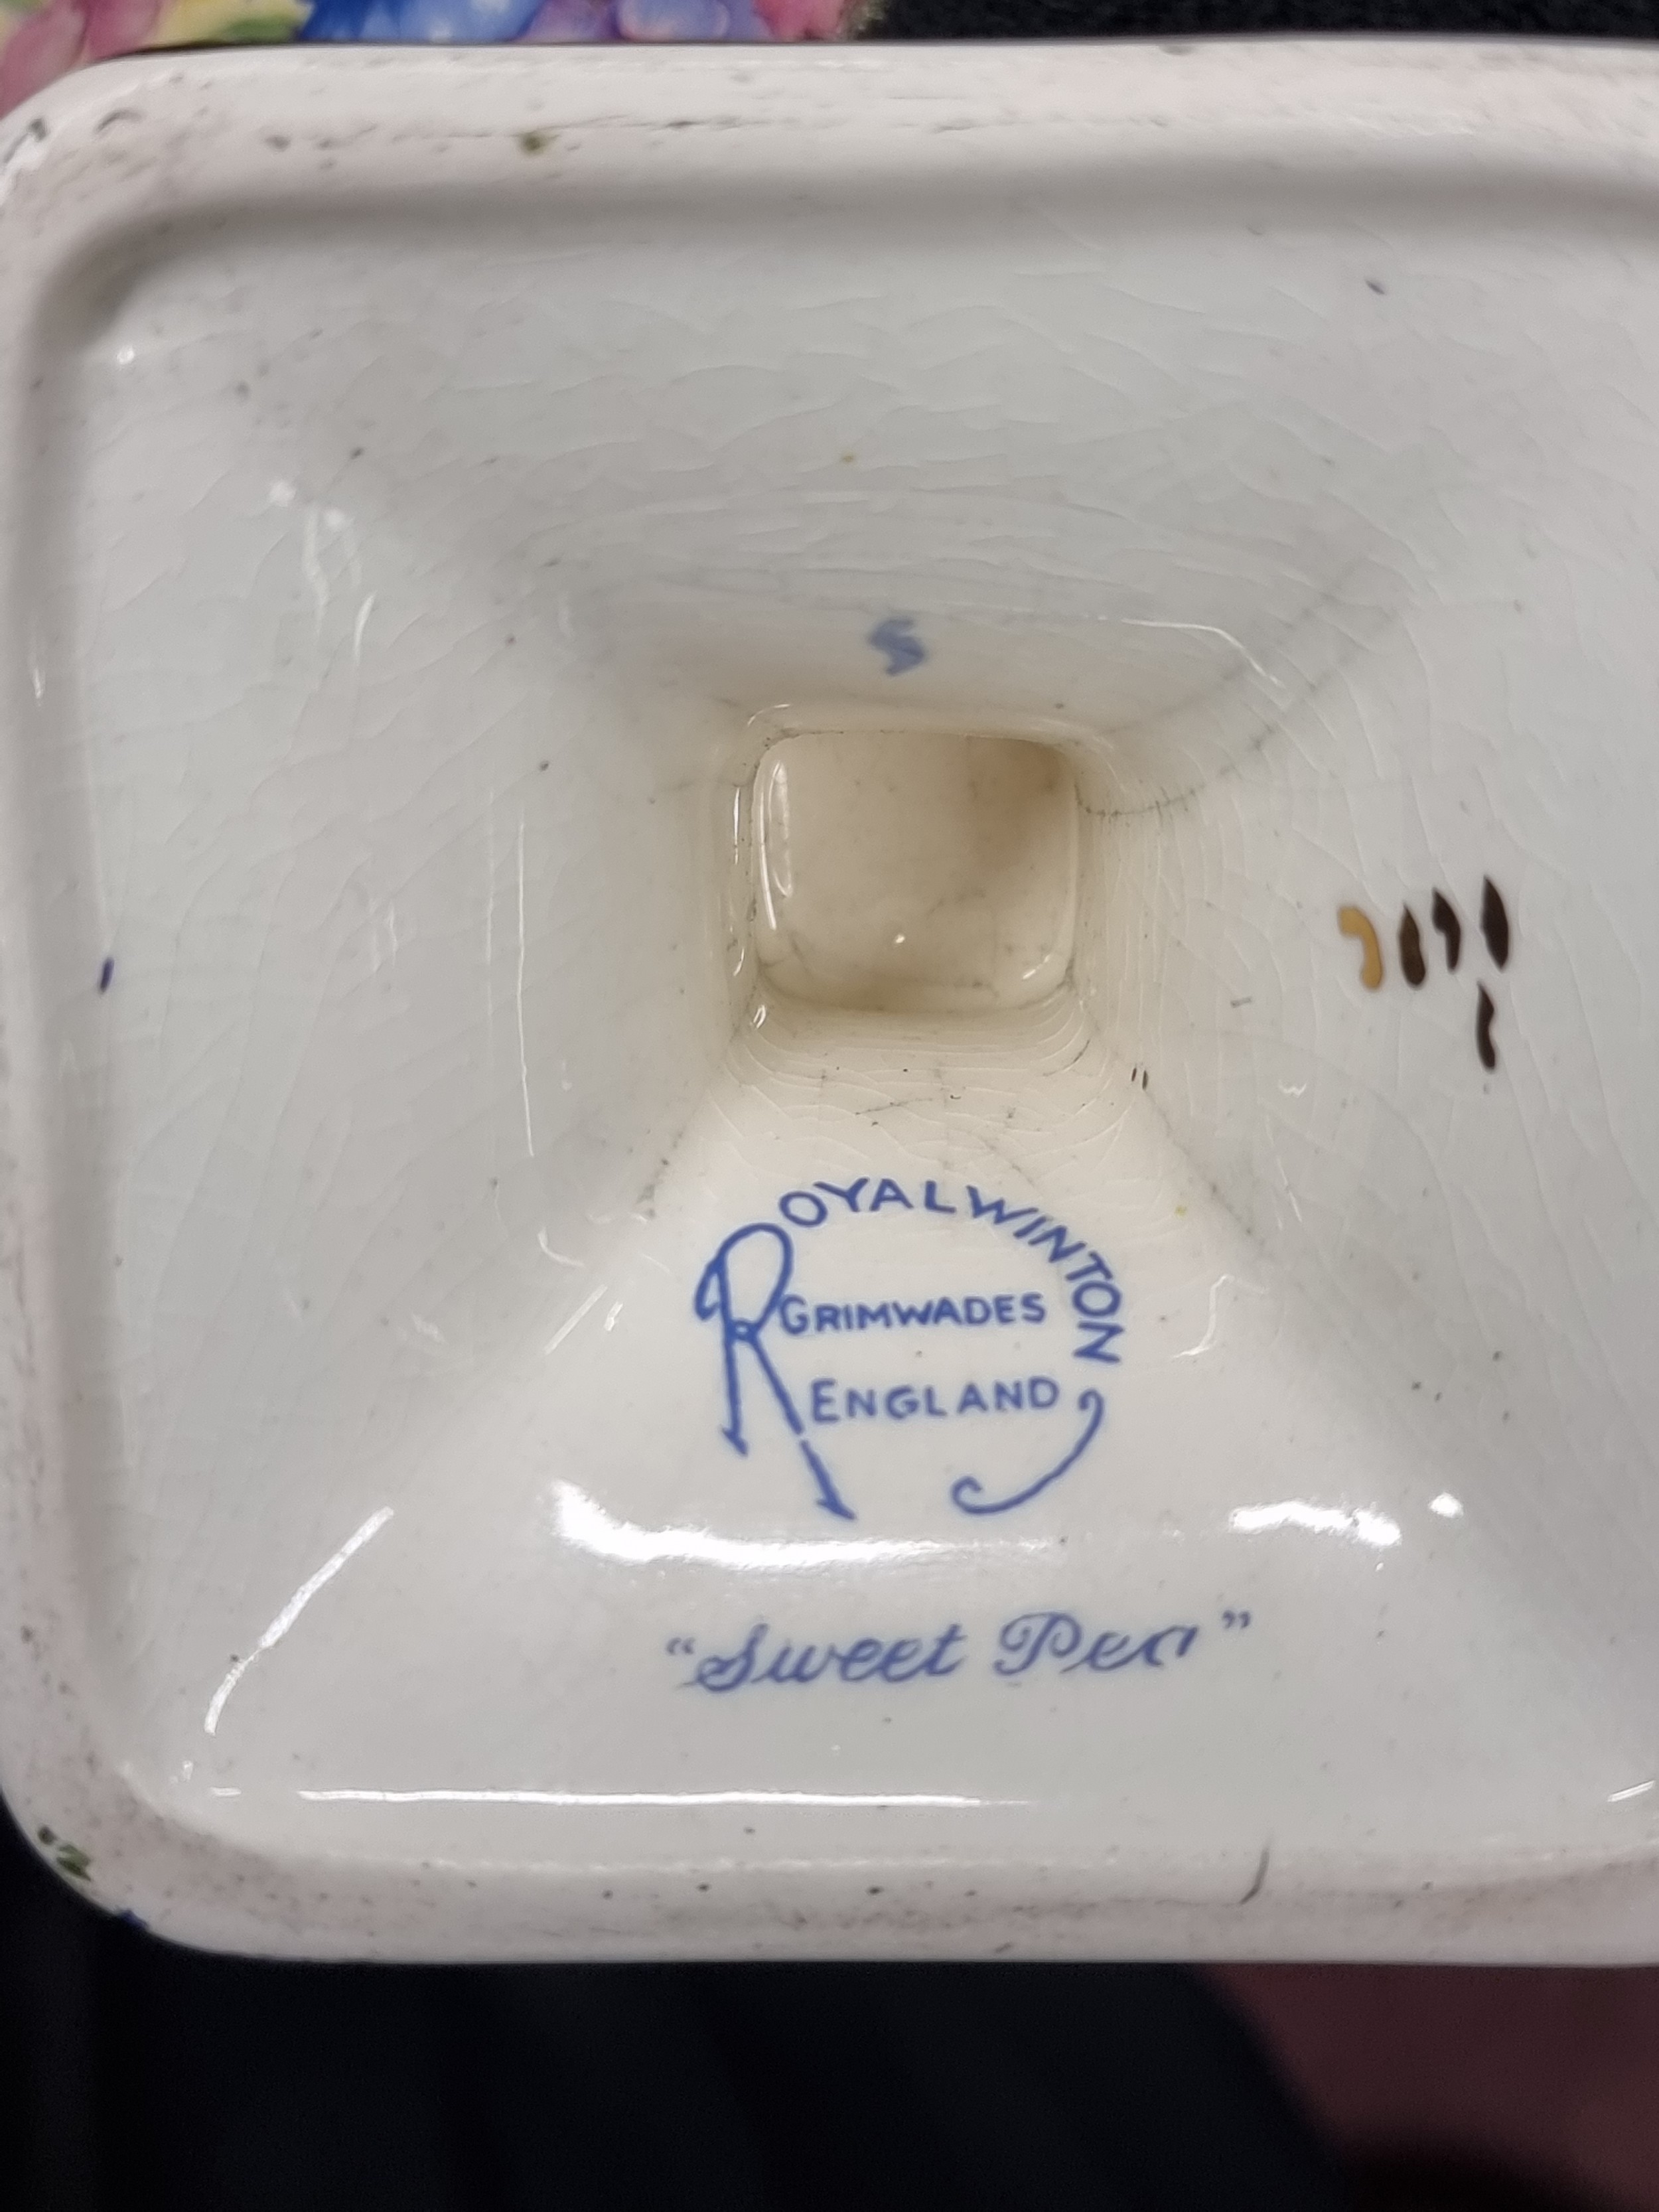 S
ROYAL WINTON
GRIMWADES
ENGLAND
"Sweet Pea"